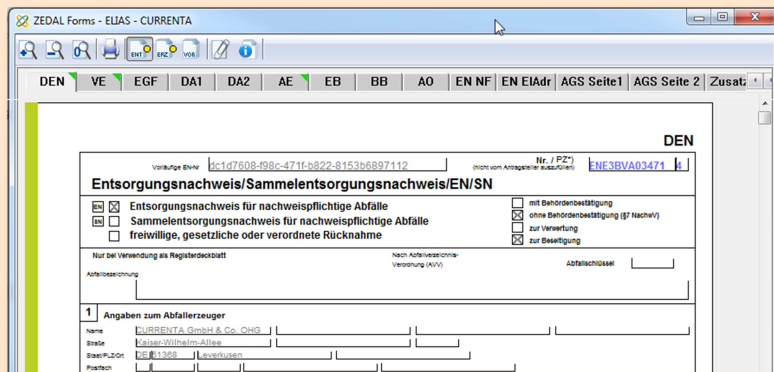 ZEDAL Forms - ELIAS - CURRENTA
ENT ERZ VOR
DEN VE EGF DA1 DA2 AE EB BB AO EN NF EN ElAdr AGS Seite1 AGS Seite 2 Zusatz
DEN
Vorläufige EN-Nr dc1d7608-f98c-471f-b822-8153b6897112
Nr. / PZ*)
(nicht vom Antragsteller auszufüllen) ENE3BVA03471 4
Entsorgungsnachweis/Sammelentsorgungsnachweis/EN/SN
EN Entsorgungsnachweis für nachweispflichtige Abfälle
SN Sammelentsorgungsnachweis für nachweispflichtige Abfälle
freiwillige, gesetzliche oder verordnete Rücknahme
mit Behördenbestätigung
ohne Behördenbestätigung (§7 NachwV)
zur Verwertung
zur Beseitigung
Nur bei Verwendung als Registerdeckblatt
Nach Abfallverzeichnis-
Verordnung (AVV)
Abfallschlüssel
Abfallbezeichnung
1 Angaben zum Abfallerzeuger
Name CURRENTA GmbH & Co. OHG
Straße Kaiser-Wilhelm-Allee
Staat/PLZ/Ort DE 51368 Leverkusen
Postfach